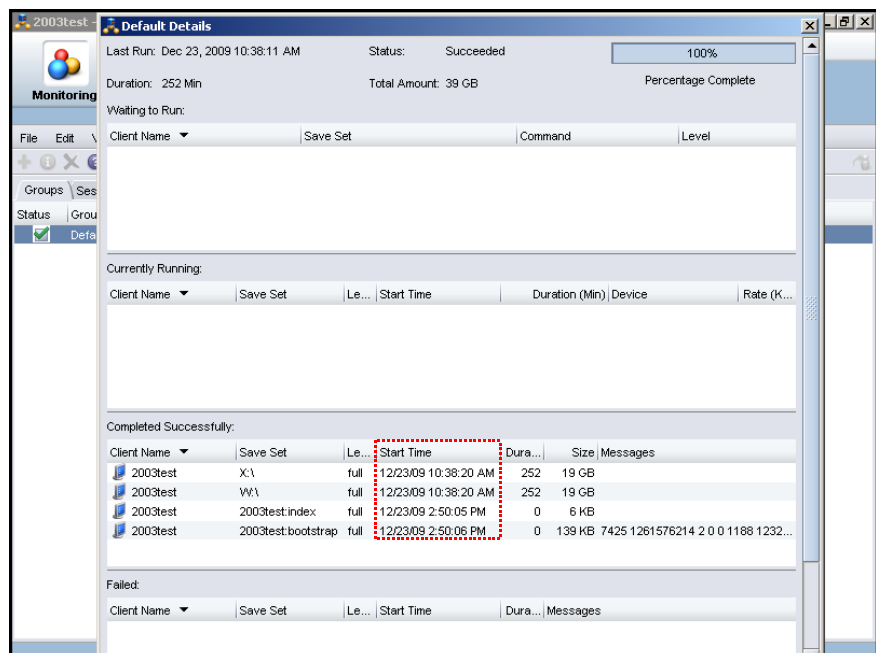 2003test -
Default Details
Last Run: Dec 23, 2009 10:38:11 AM Status: Succeeded 100%
Monitoring
Duration: 252 Min Total Amount: 39 GB Percentage Complete
Waiting to Run:
File Edit
Client Name Save Set Command Level
Groups Ses
Status Grou
Defa
Currently Running:
Client Name Save Set Le... Start Time Duration (Min) Device Rate (K...
Completed Successfully:
Client Name Save Set Le... Start Time Dura... Size Messages
2003test X:\ full 12/23/09 10:38:20 AM 252 19 GB
2003test W:\ full 12/23/09 10:38:20 AM 252 19 GB
2003test 2003test:index full 12/23/09 2:50:05 PM 0 6 KB
2003test 2003test:bootstrap full 12/23/09 2:50:06 PM 0 139 KB 7425 1261576214 2 0 0 1188 1232...
Failed:
Client Name Save Set Le... Start Time Dura... Messages